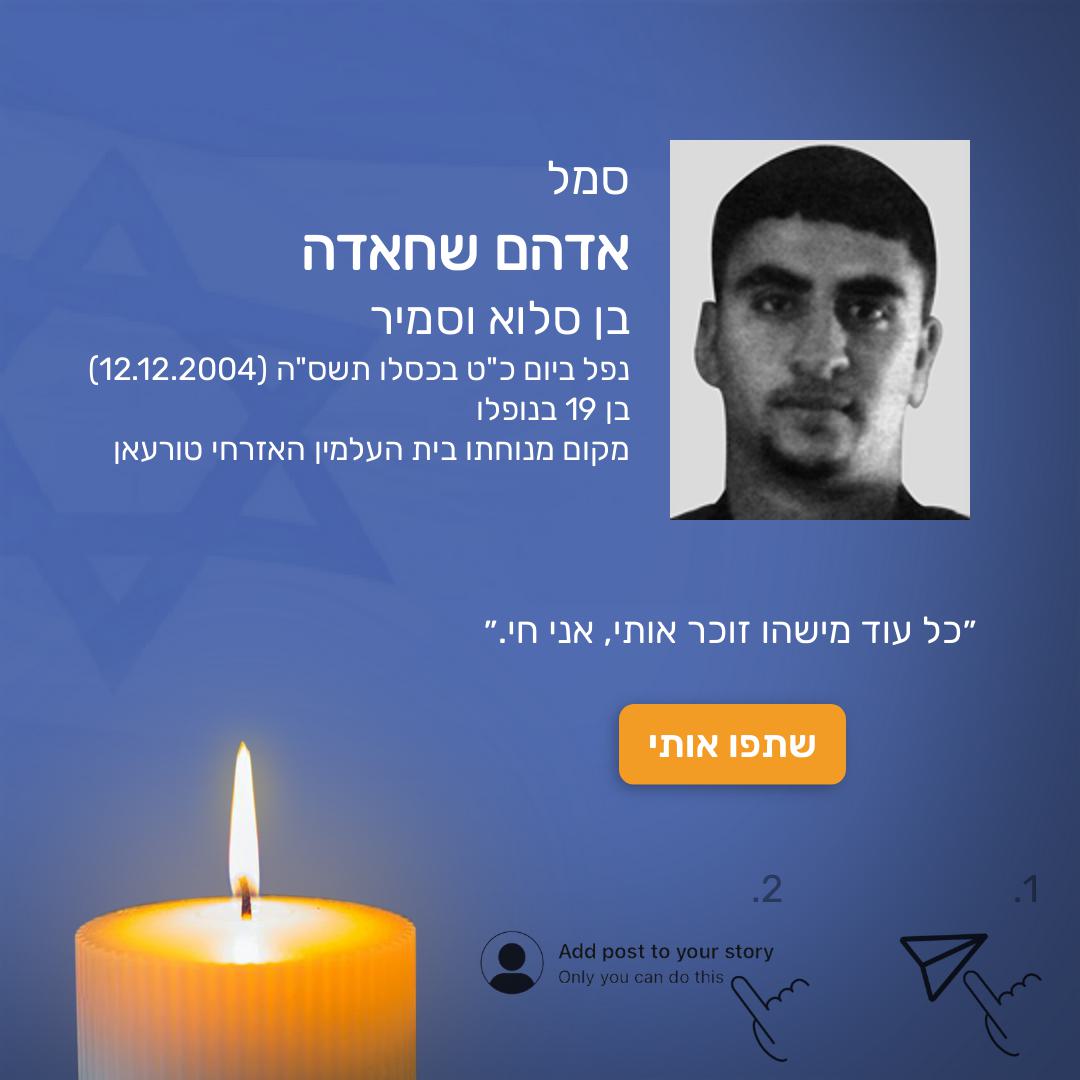 סמל
אדהם שחאדה
בן סלוא וסמיר
נפל ביום כ"ט בכסלו תשס"ה (12.12.2004)
בן 19 בנופלו
מקום מנוחתו בית העלמין האזרחי טורעאן
״כל עוד מישהו זוכר אותי, אני חי.״
שתפו אותי
.1
.2
Add post to your story
Only you can do this